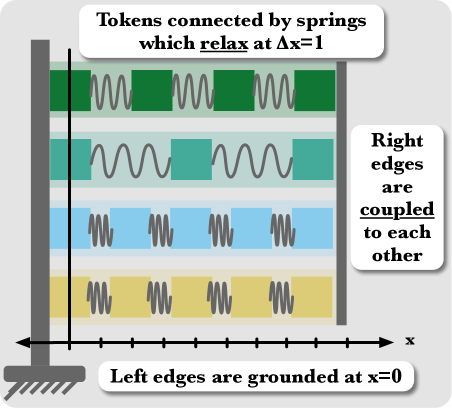 Tokens connected by springs
which relax at Δx=1
Right
edges
are
coupled
to each
other
x
Left edges are grounded at x=0